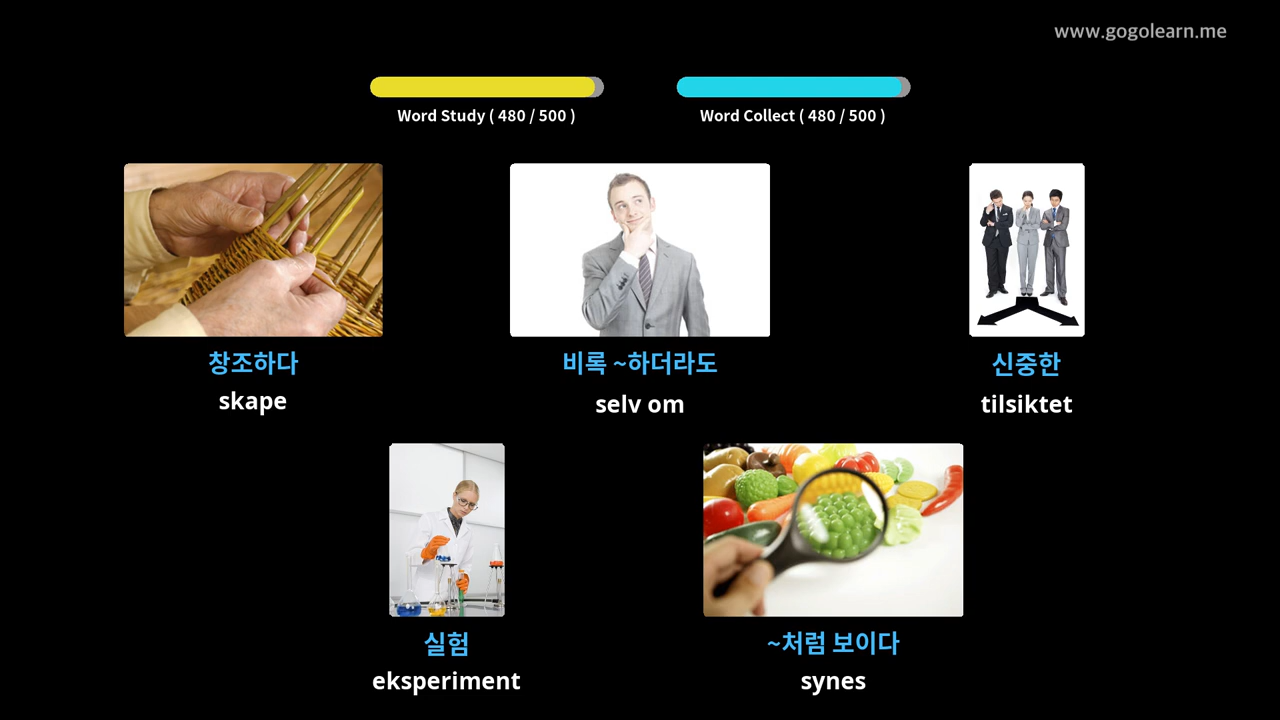 www.gogolearn.me
Word Study ( 480 / 500 )
Word Collect ( 480 / 500 )
창조하다
skape
비록 ~하더라도
selv om
신중한
tilsiktet
실험
eksperiment
~처럼 보이다
synes